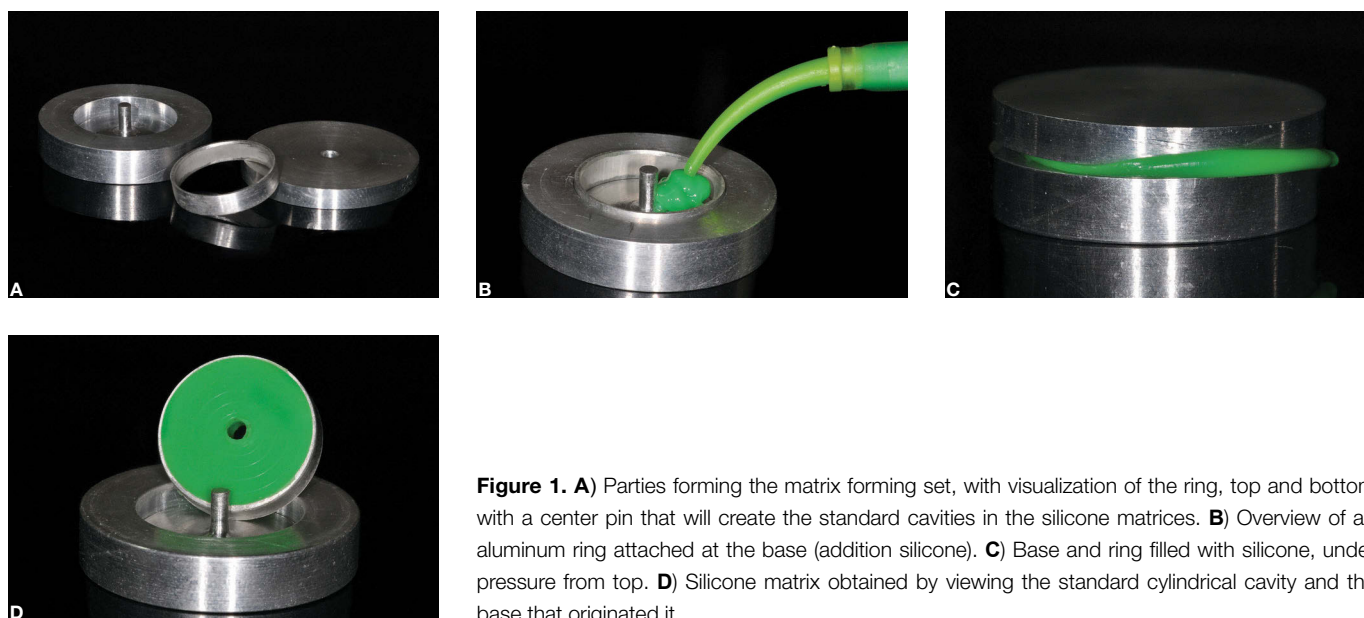 A
B
C
D
Figure 1. A) Parties forming the matrix forming set, with visualization of the ring, top and bottom
with a center pin that will create the standard cavities in the silicone matrices. B) Overview of a
aluminum ring attached at the base (addition silicone). C) Base and ring filled with silicone, unde
pressure from top. D) Silicone matrix obtained by viewing the standard cylindrical cavity and th
base that originated it